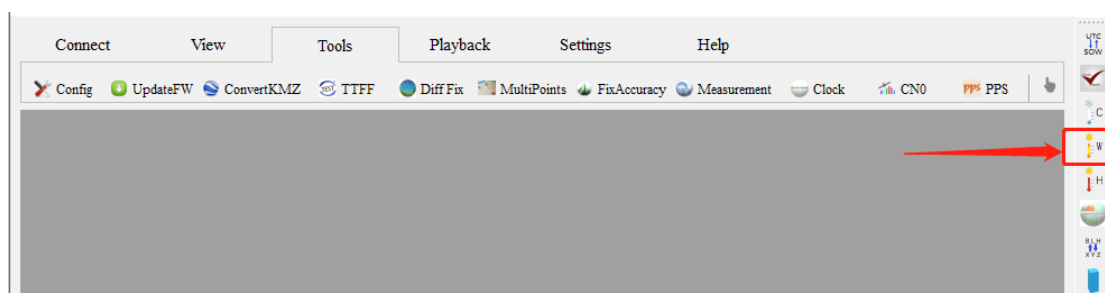 Connect View Tools Playback Settings Help
Config UpdateFW ConvertKMZ TEST TTFF Diff Fix MultiPoints FixAccuracy Measurement Clock CN0 PPS PPS
UTC
SOW
C
W
H
BLH
XYZ